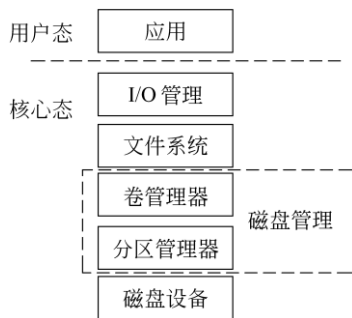 用户态
应用
核心态
I/O 管理
文件系统
卷管理器
磁盘管理
分区管理器
磁盘设备